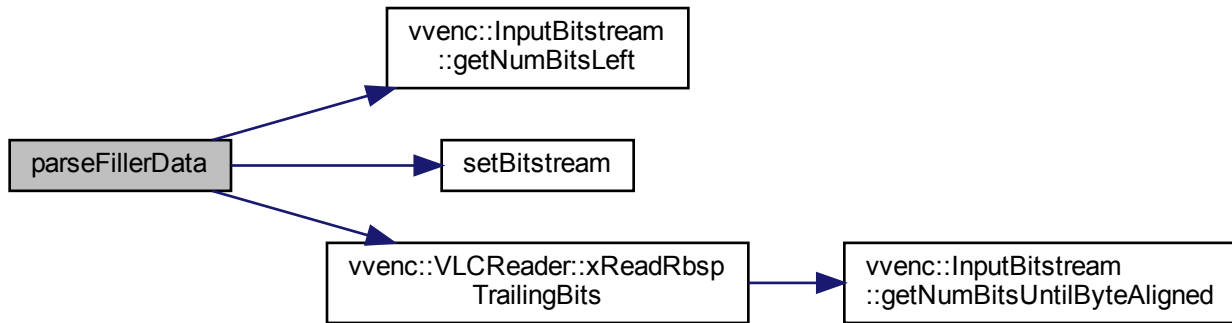 vvenc::InputBitstream
::getNumBitsLeft
parseFillerData
setBitstream
vvenc::VLCReader::xReadRbsp
TrailingBits
vvenc::InputBitstream
::getNumBitsUntilByteAligned